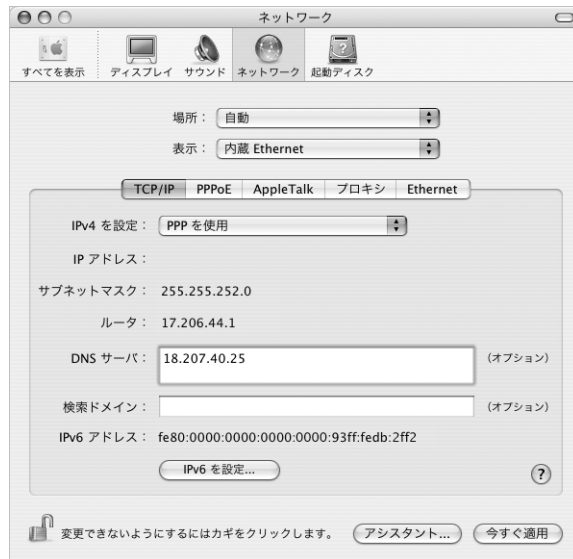 ネットワーク
すべてを表示 ディスプレイ サウンド ネットワーク 起動ディスク
場所： 自動
表示： 内蔵 Ethernet
TCP/IP PPPoE AppleTalk プロキシ Ethernet
IPv4 を設定： PPP を使用
IP アドレス：
サブネットマスク： 255.255.252.0
ルータ： 17.206.44.1
DNS サーバ： 18.207.40.25 (オプション)
検索ドメイン： (オプション)
IPv6 アドレス： fe80:0000:0000:0000:0000:93ff:fedb:2ff2
IPv6 を設定... ?
変更できないようにするにはカギをクリックします。 アシスタント... 今すぐ適用